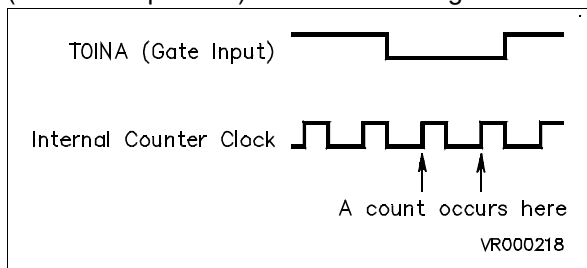 T0INA (Gate Input)
Internal Counter Clock
A count occurs here
VR000218